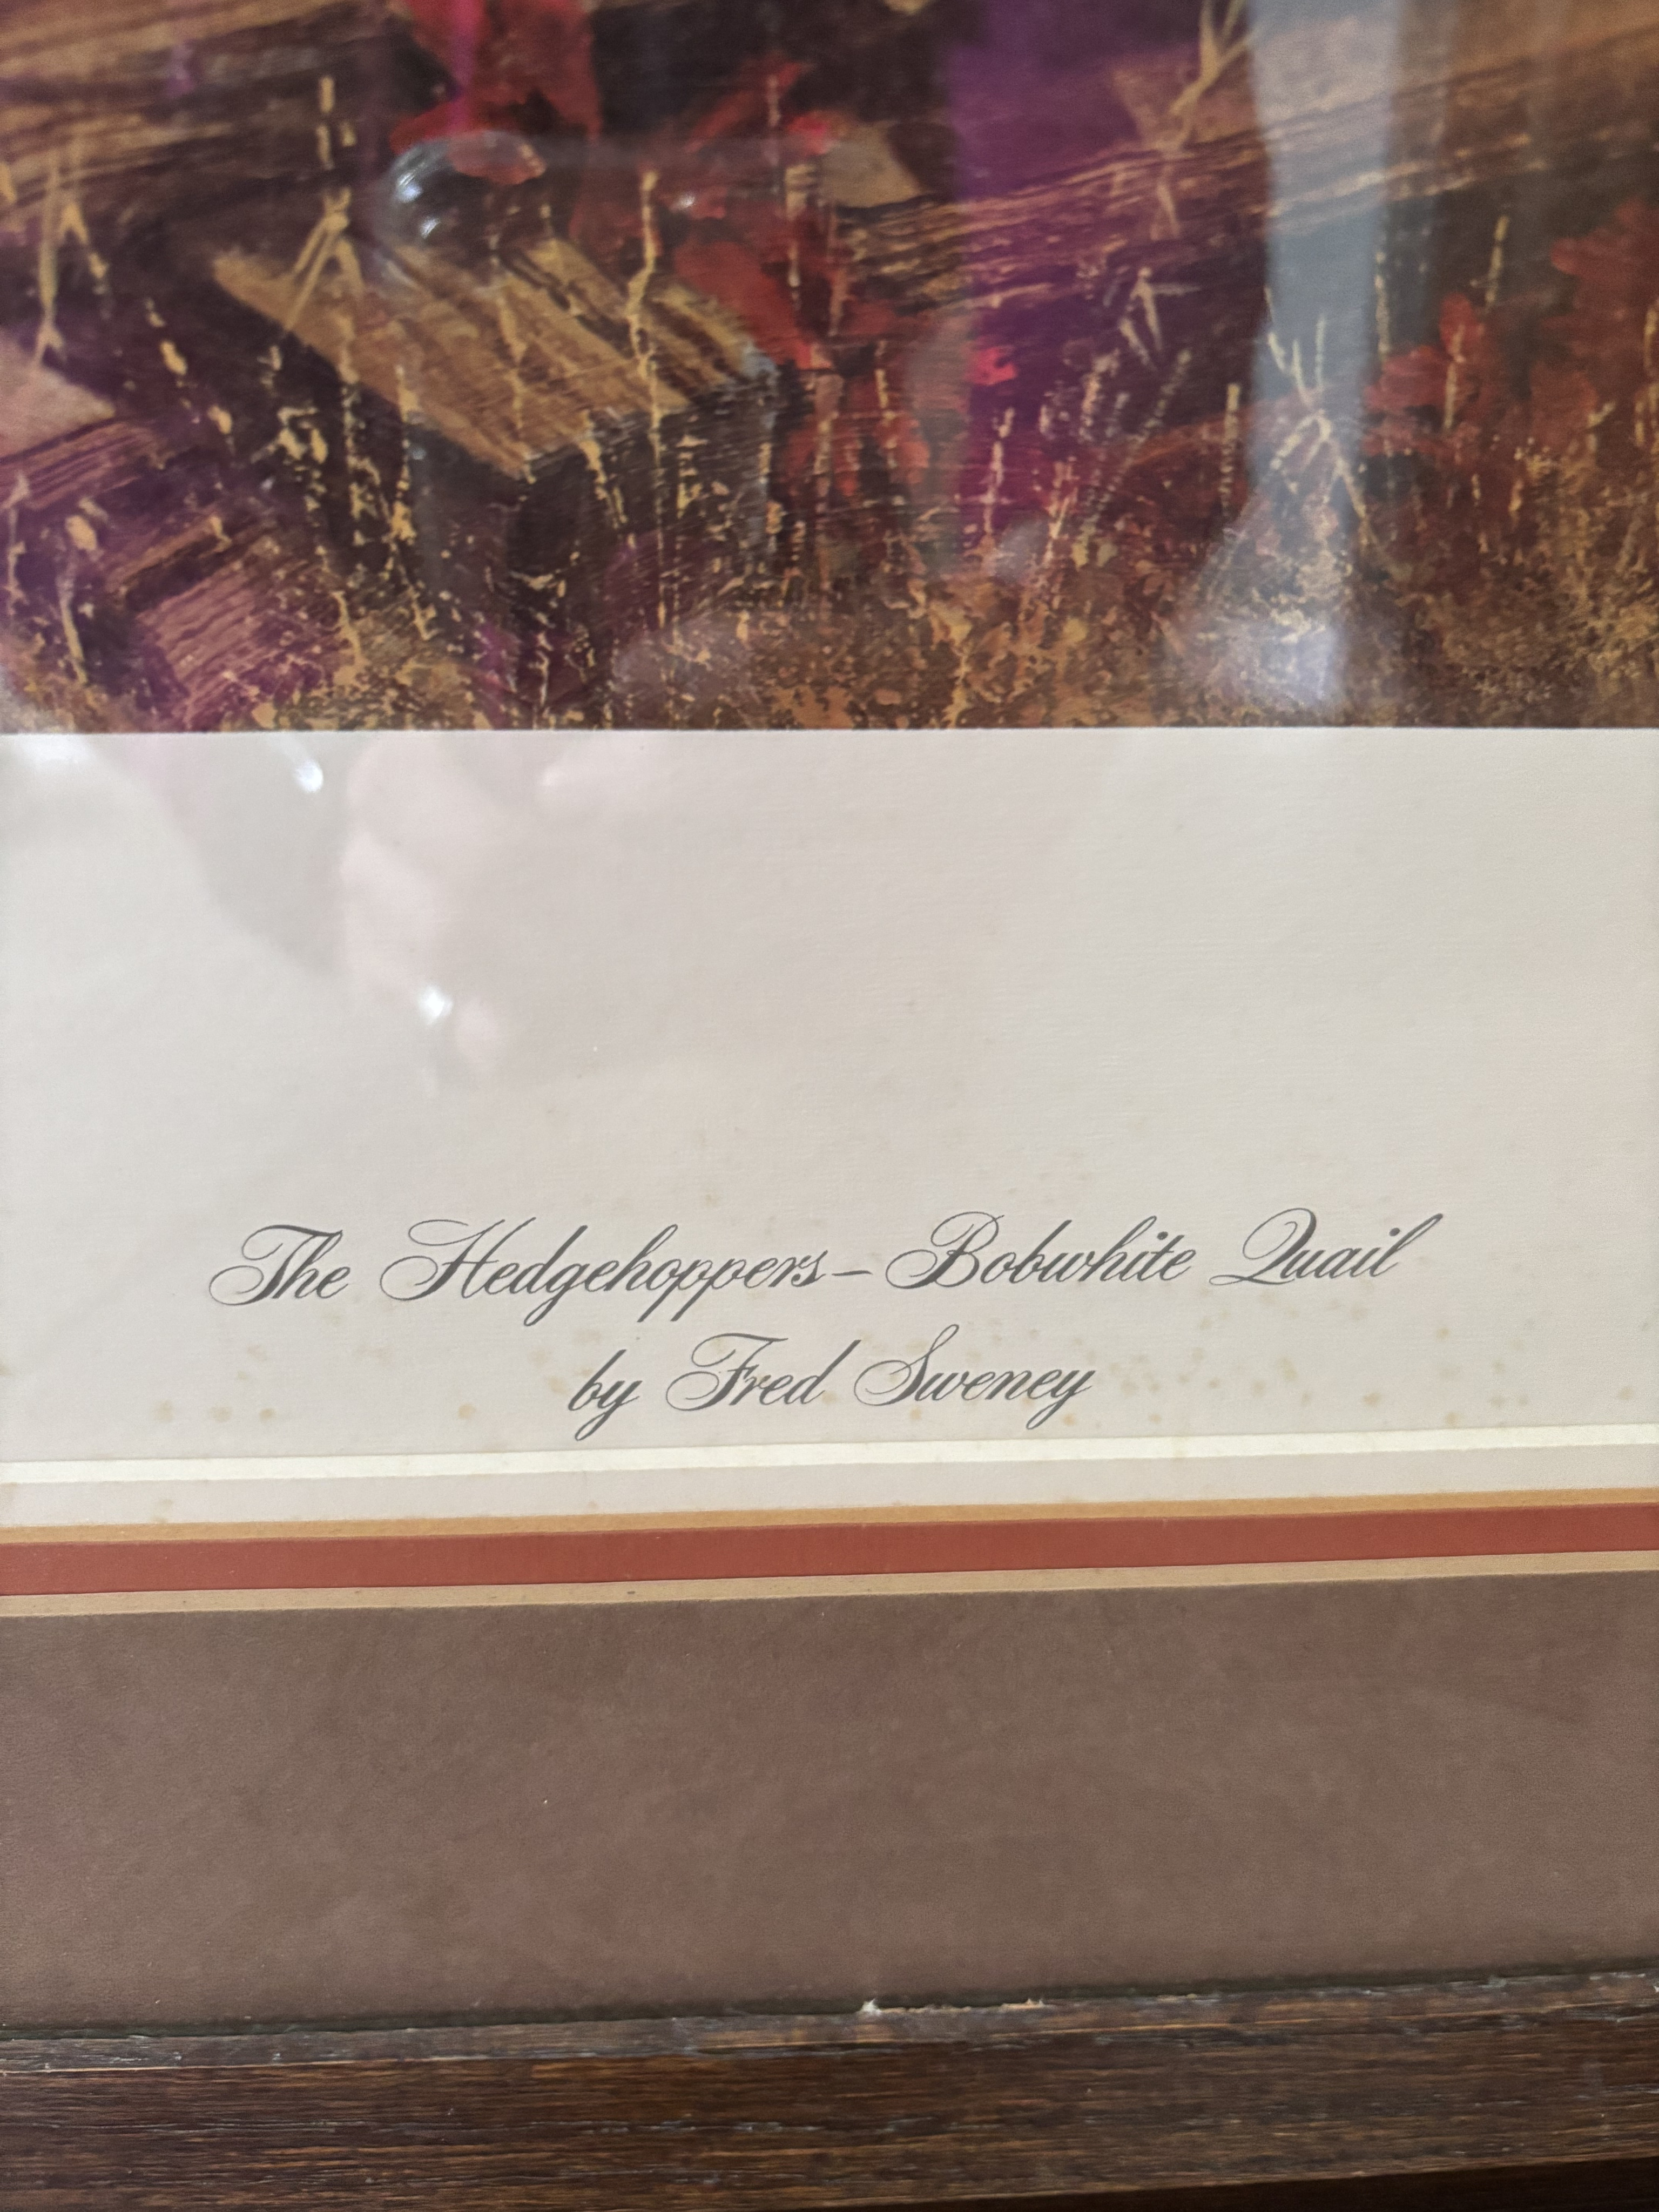 The Hedgehoppers – Bobwhite Quail
by Fred Sweney